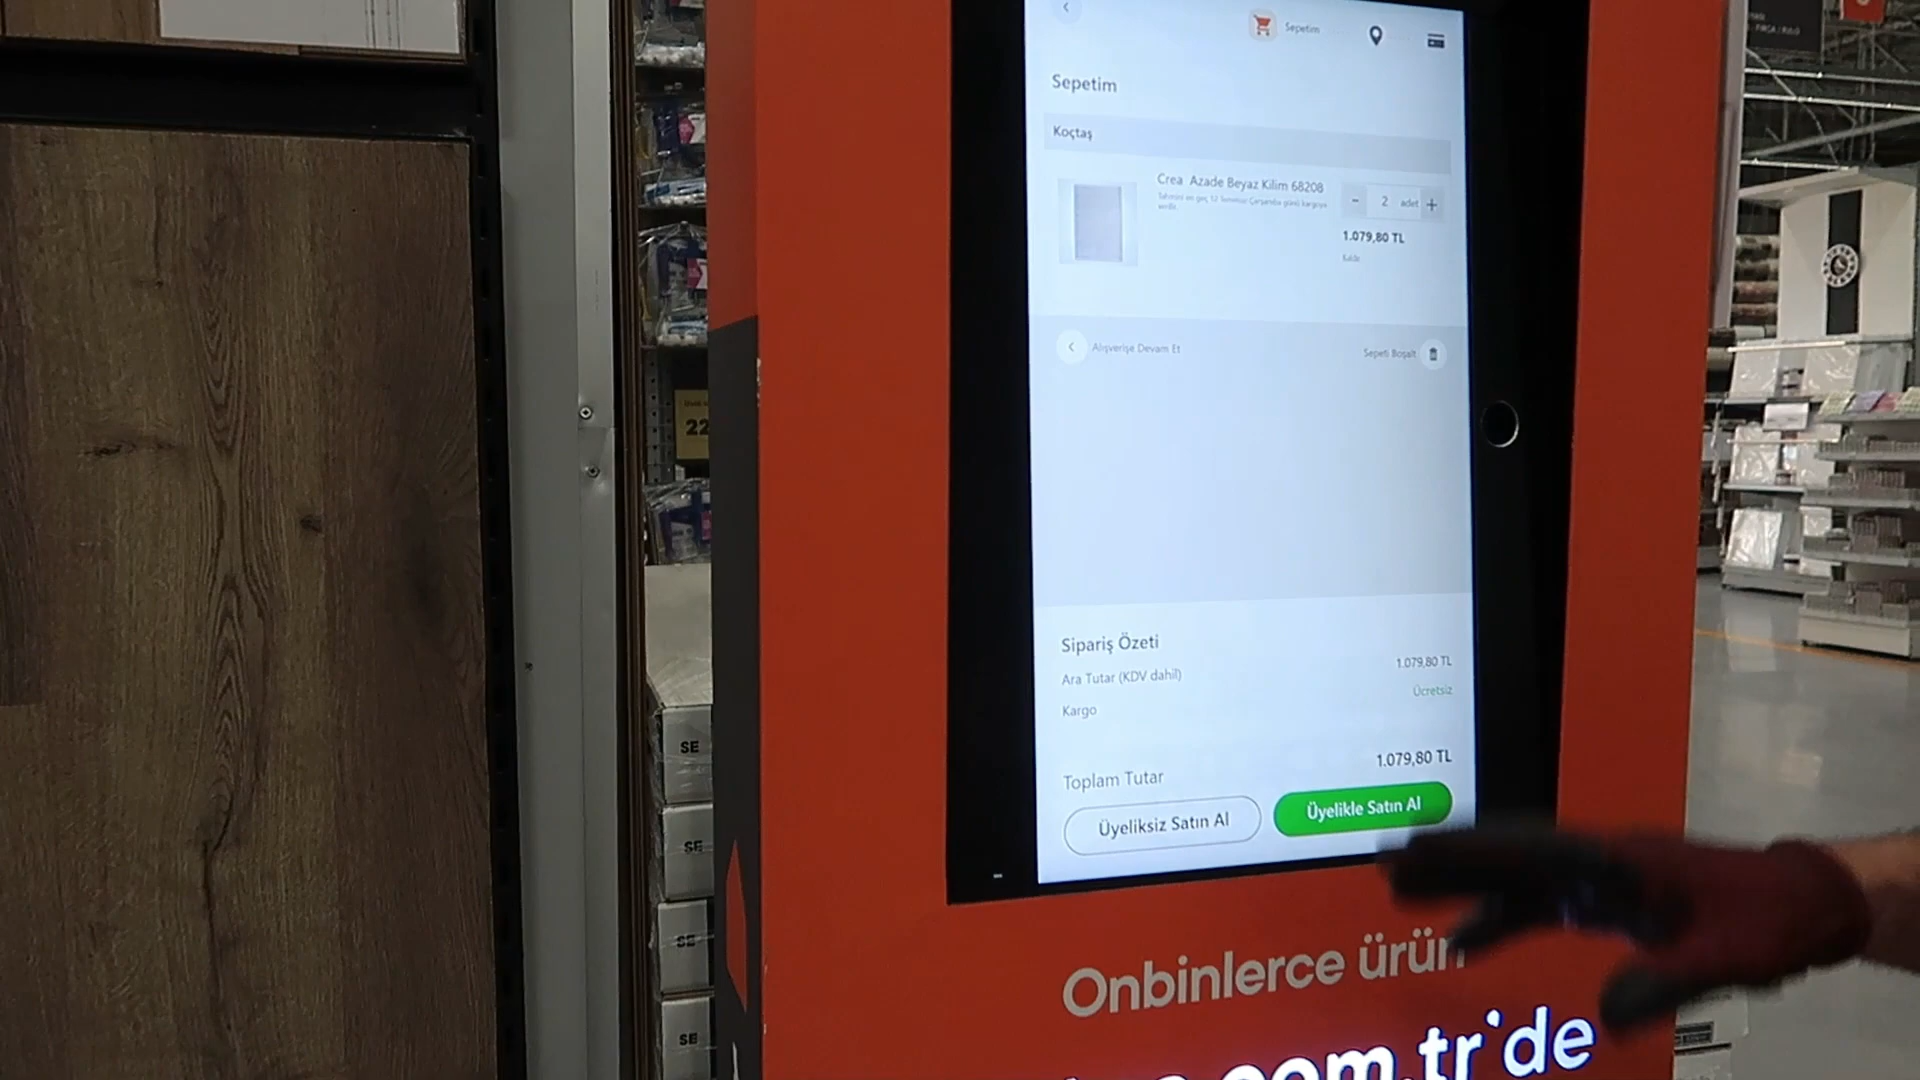 Sepetim
Sepetim
Koçtaş
Crea Azade Beyaz Kilim 68208
- 2 adet +
1.079,80 TL
Alışverişe Devam Et
Sepeti Boşalt
Sipariş Özeti
Ara Tutar (KDV dahil)
1.079,80 TL
Kargo
Ücretsiz
Toplam Tutar
1.079,80 TL
Üyeliksiz Satın Al
Üyelikle Satın Al
Onbinlerce ürün
.com.tr'de
22
SE
SE
SE
SE